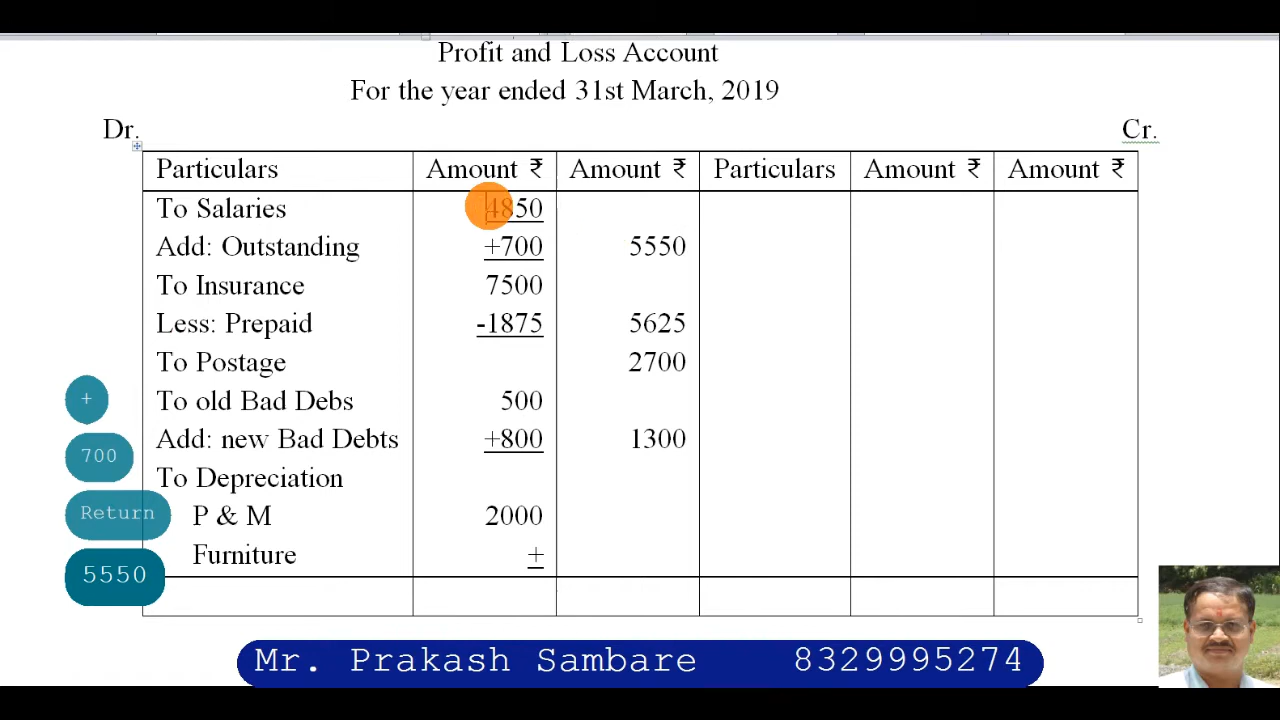 Profit and Loss Account
For the year ended 31st March, 2019
Dr. Cr.
Particulars Amount ₹ Amount ₹ Particulars Amount ₹ Amount ₹
To Salaries 4850
Add: Outstanding +700 5550
To Insurance 7500
Less: Prepaid -1875 5625
To Postage 2700
To old Bad Debs 500
Add: new Bad Debts +800 1300
To Depreciation
P & M 2000
Furniture +
+
700
Return
5550
Mr. Prakash Sambare 8329995274